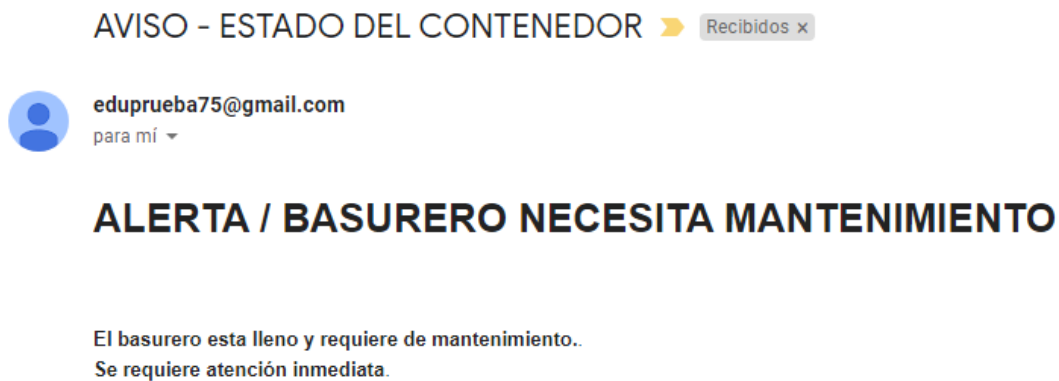 AVISO - ESTADO DEL CONTENEDOR Recibidos x
eduprueba75@gmail.com
para mí
ALERTA / BASURERO NECESITA MANTENIMIENTO
El basurero esta lleno y requiere de mantenimiento..
Se requiere atención inmediata.